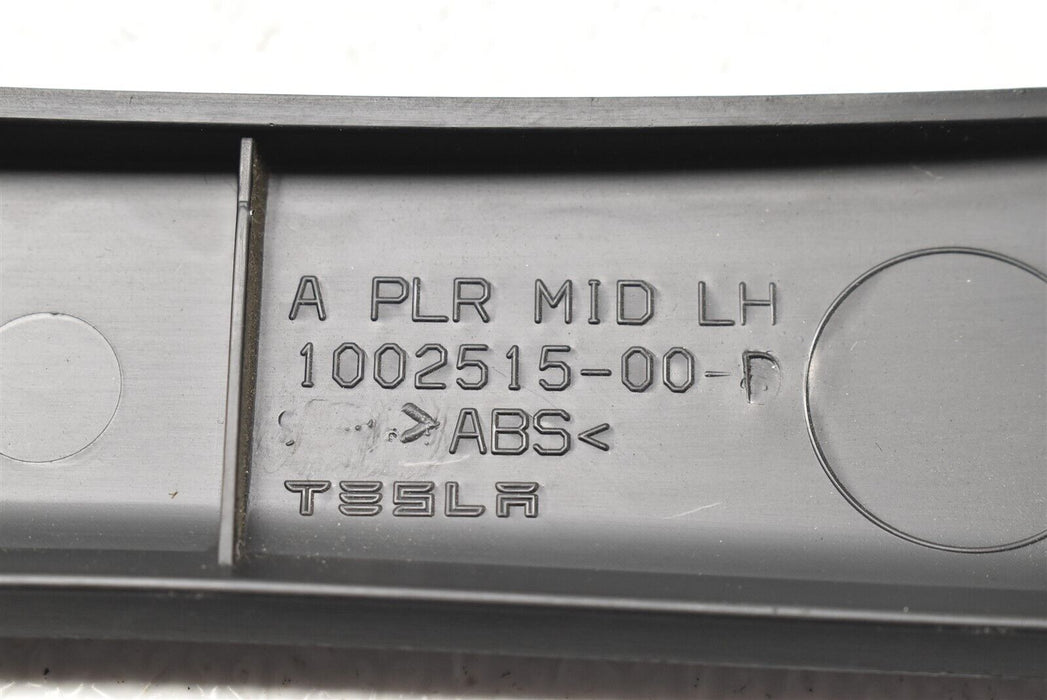 A PLR MID LH
1002515-00-D
>ABS<
TESLA